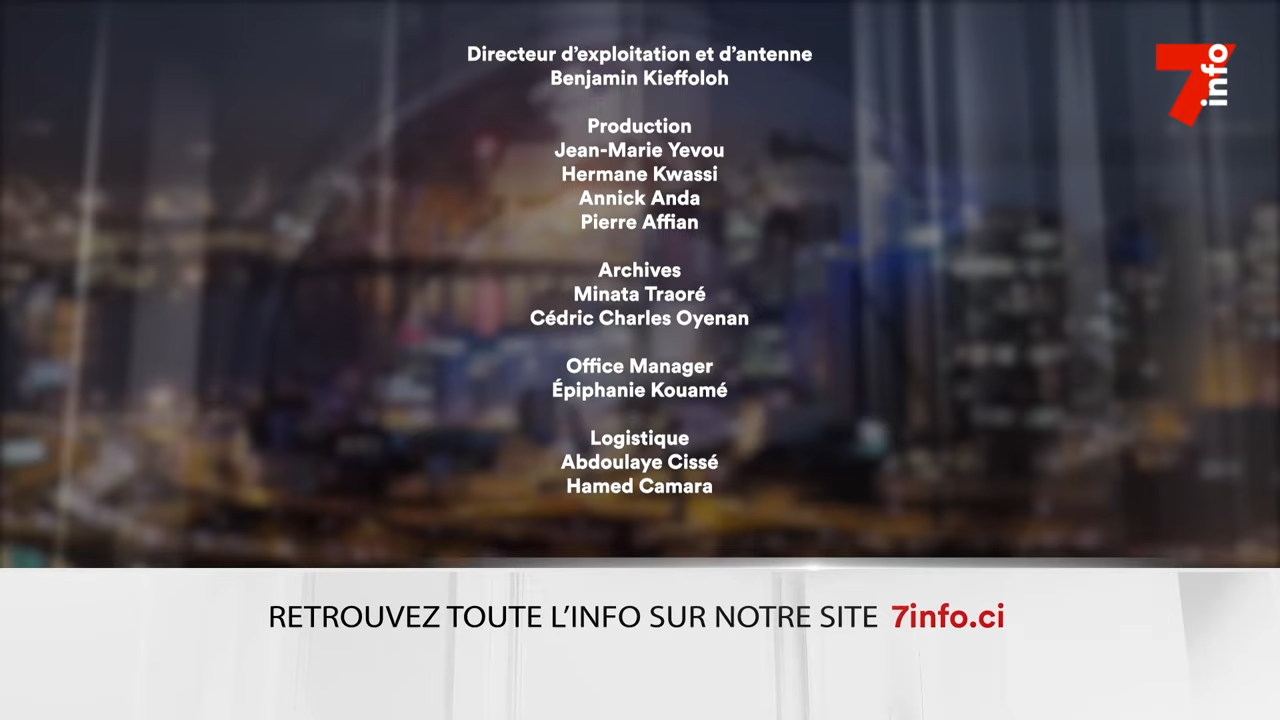 Directeur d’exploitation et d’antenne
Benjamin Kieffoloh
Production
Jean-Marie Yevou
Hermane Kwassi
Annick Anda
Pierre Affian
Archives
Minata Traoré
Cédric Charles Oyenan
Office Manager
Épiphanie Kouamé
Logistique
Abdoulaye Cissé
Hamed Camara
7info
RETROUVEZ TOUTE L’INFO SUR NOTRE SITE 7info.ci